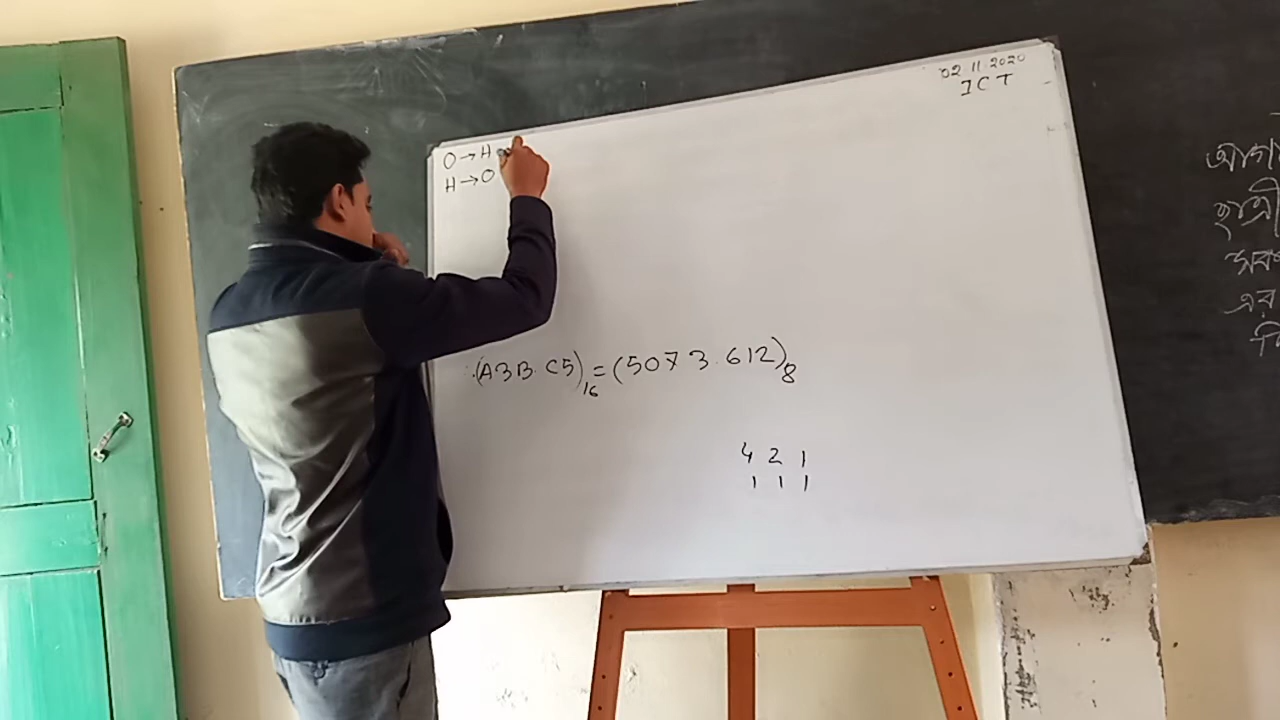 02.11.2020
ICT
O→H
H→O
(A3B.C5)16=(5073.612)8
4 2 1
1 1 1